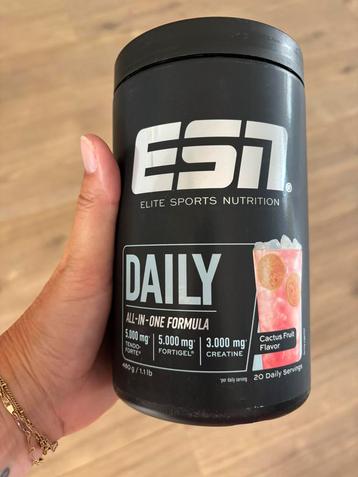 ESN®
ELITE SPORTS NUTRITION
DAILY
ALL-IN-ONE FORMULA
5.000 mg* 5.000 mg* 3.000 mg*
TENDO- FORTIGEL® CREATINE
FORTE®
*per daily serving
480 g / 1.1 lb
Cactus Fruit
Flavor
20 Daily Servings